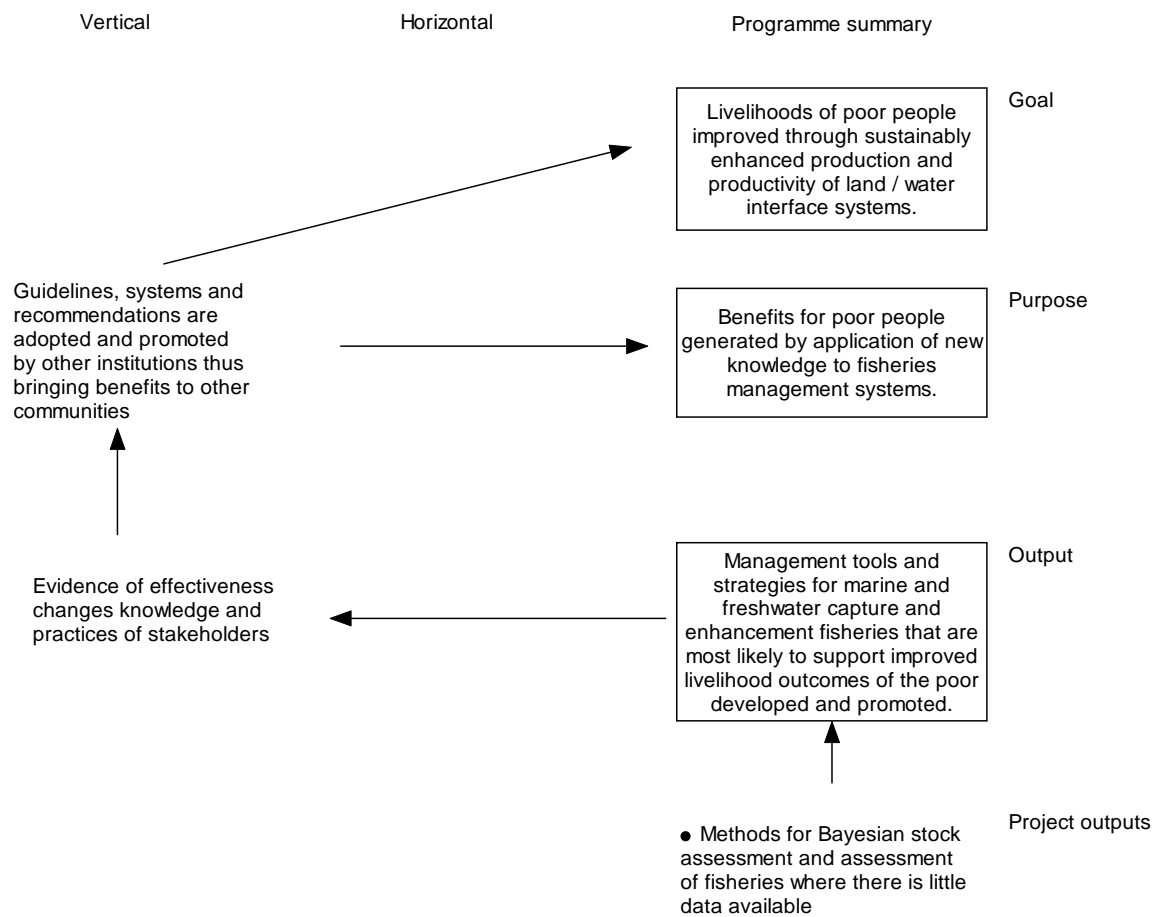 Vertical
Horizontal
Programme summary
Livelihoods of poor people
improved through sustainably
enhanced production and
productivity of land / water
interface systems.
Goal
Guidelines, systems and
recommendations are
adopted and promoted
by other institutions thus
bringing benefits to other
communities
Benefits for poor people
generated by application of new
knowledge to fisheries
management systems.
Purpose
Evidence of effectiveness
changes knowledge and
practices of stakeholders
Management tools and
strategies for marine and
freshwater capture and
enhancement fisheries that are
most likely to support improved
livelihood outcomes of the poor
developed and promoted.
Output
● Methods for Bayesian stock
assessment and assessment
of fisheries where there is little
data available
Project outputs